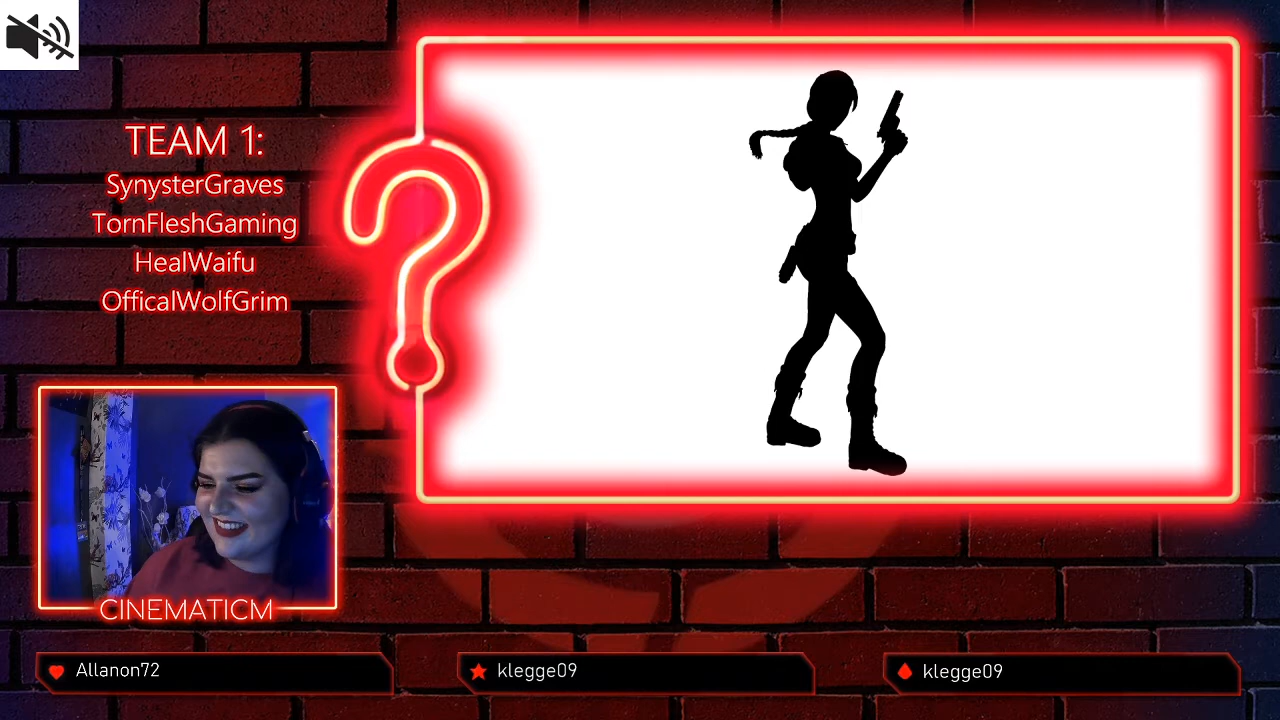 TEAM 1:
SynysterGraves
TornFleshGaming
HealWaifu
OfficalWolfGrim
CINEMATICM
Allanon72
klegge09
klegge09